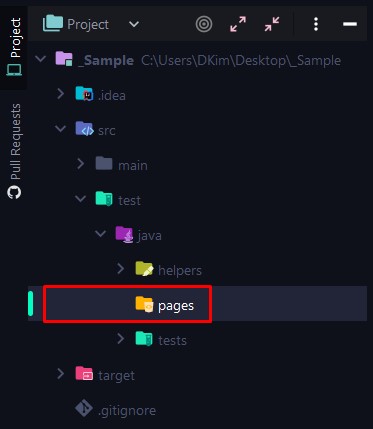 Project
Project
Pull Requests
_Sample C:\Users\DKim\Desktop\_Sample
.idea
src
main
test
java
helpers
pages
tests
target
.gitignore